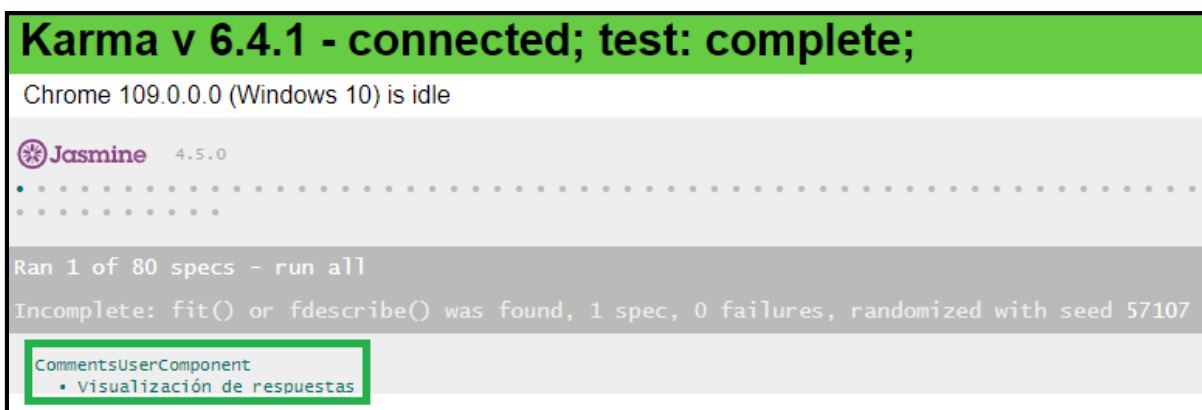 Karma v 6.4.1 - connected; test: complete;
Chrome 109.0.0.0 (Windows 10) is idle
Jasmine 4.5.0
Ran 1 of 80 specs - run all
Incomplete: fit() or fdescribe() was found, 1 spec, 0 failures, randomized with seed 57107
CommentsUserComponent
• Visualización de respuestas